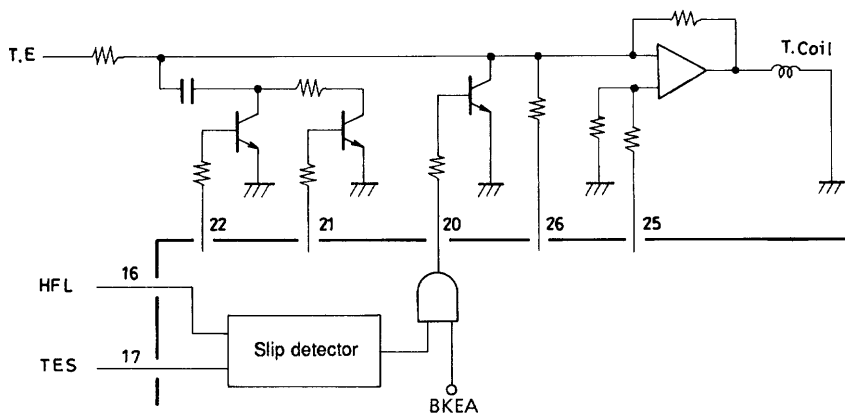 T.E
T.Coil
22 21 20 26 25
HFL 16
TES 17
Slip detector
BKEA